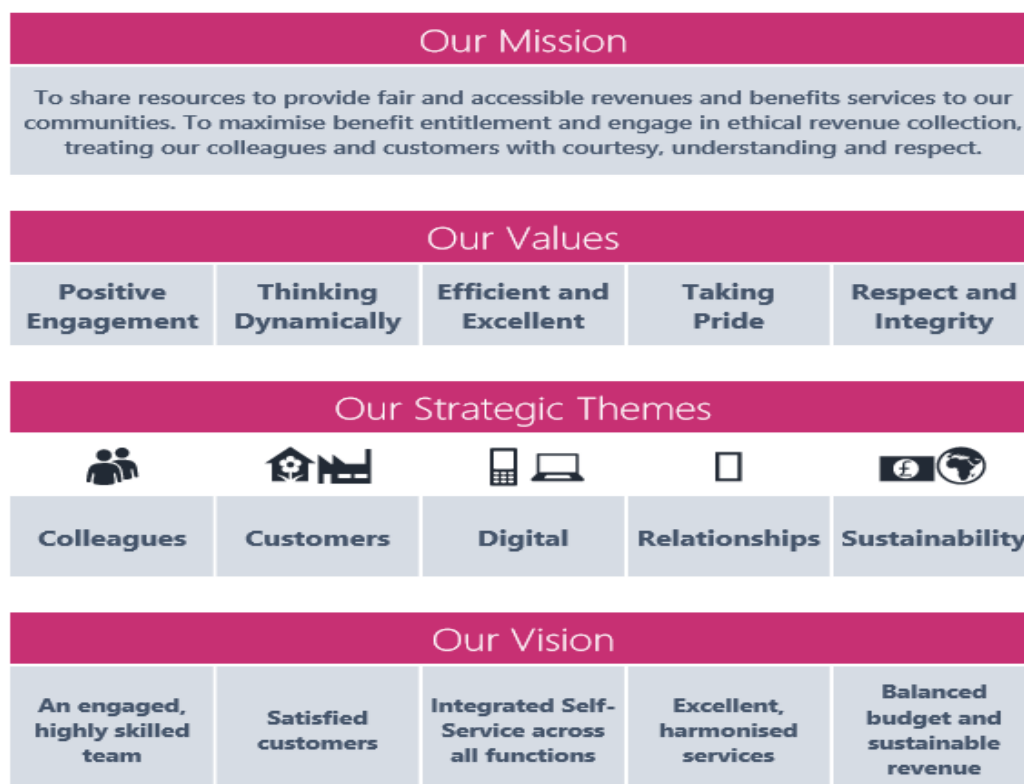 Our Mission
To share resources to provide fair and accessible revenues and benefits services to our
communities. To maximise benefit entitlement and engage in ethical revenue collection,
treating our colleagues and customers with courtesy, understanding and respect.
Our Values
Positive
Engagement
Thinking
Dynamically
Efficient and
Excellent
Taking
Pride
Respect and
Integrity
Our Strategic Themes
£
Colleagues
Customers
Digital
Relationships
Sustainability
Our Vision
An engaged,
highly skilled
team
Satisfied
customers
Integrated Self-
Service across
all functions
Excellent,
harmonised
services
Balanced
budget and
sustainable
revenue